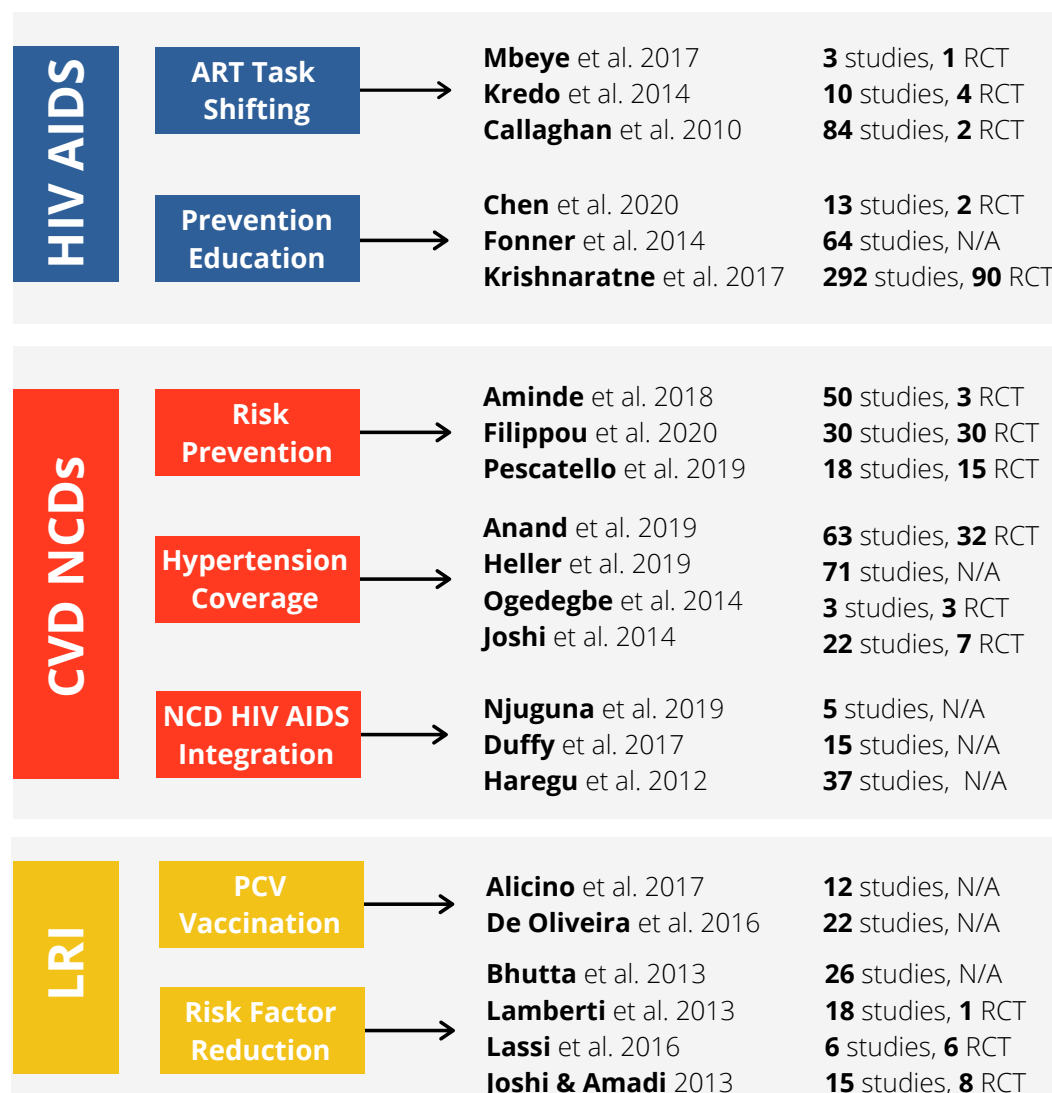 HIV AIDS
ART Task
Shifting
Mbeye et al. 2017 3 studies, 1 RCT
Kredo et al. 2014 10 studies, 4 RCT
Callaghan et al. 2010 84 studies, 2 RCT
Prevention
Education
Chen et al. 2020 13 studies, 2 RCT
Fonner et al. 2014 64 studies, N/A
Krishnaratne et al. 2017 292 studies, 90 RCT
CVD NCDs
Risk
Prevention
Aminde et al. 2018 50 studies, 3 RCT
Filippou et al. 2020 30 studies, 30 RCT
Pescatello et al. 2019 18 studies, 15 RCT
Hypertension
Coverage
Anand et al. 2019 63 studies, 32 RCT
Heller et al. 2019 71 studies, N/A
Ogedegbe et al. 2014 3 studies, 3 RCT
Joshi et al. 2014 22 studies, 7 RCT
NCD HIV AIDS
Integration
Njuguna et al. 2019 5 studies, N/A
Duffy et al. 2017 15 studies, N/A
Haregu et al. 2012 37 studies, N/A
LRI
PCV
Vaccination
Alicino et al. 2017 12 studies, N/A
De Oliveira et al. 2016 22 studies, N/A
Risk Factor
Reduction
Bhutta et al. 2013 26 studies, N/A
Lamberti et al. 2013 18 studies, 1 RCT
Lassi et al. 2016 6 studies, 6 RCT
Joshi & Amadi 2013 15 studies, 8 RCT